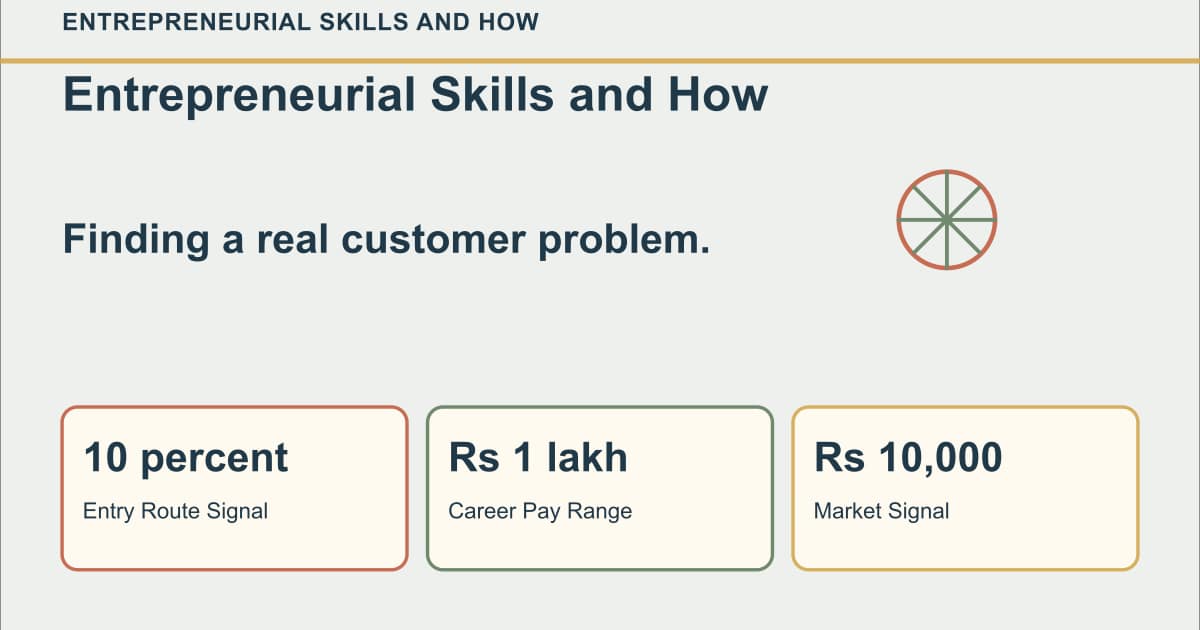 ENTREPRENEURIAL SKILLS AND HOW
Entrepreneurial Skills and How
Finding a real customer problem.
10 percent
Entry Route Signal
Rs 1 lakh
Career Pay Range
Rs 10,000
Market Signal